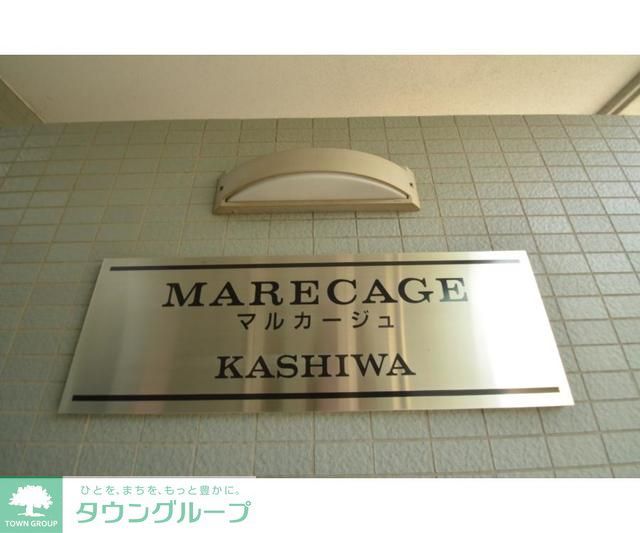 MARECAGE
マルカージュ
KASHIWA
ひとを、まちを、もっと豊かに。
TOWN GROUP
タウングループ